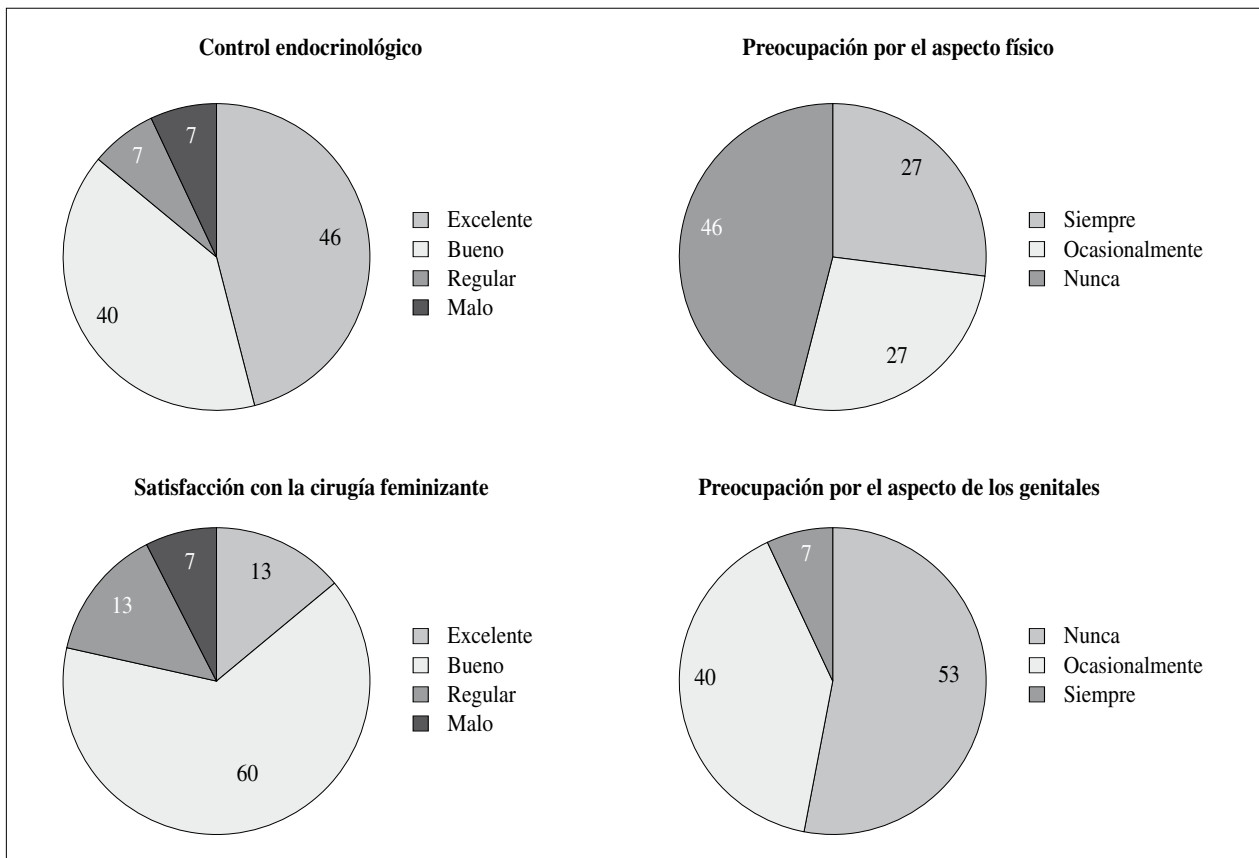 Control endocrinológico
7
7
46
40
Excelente
Bueno
Regular
Malo
Preocupación por el aspecto físico
27
46
27
Siempre
Ocasionalmente
Nunca
Satisfacción con la cirugía feminizante
7
13
13
60
Excelente
Bueno
Regular
Malo
Preocupación por el aspecto de los genitales
7
40
53
Nunca
Ocasionalmente
Siempre